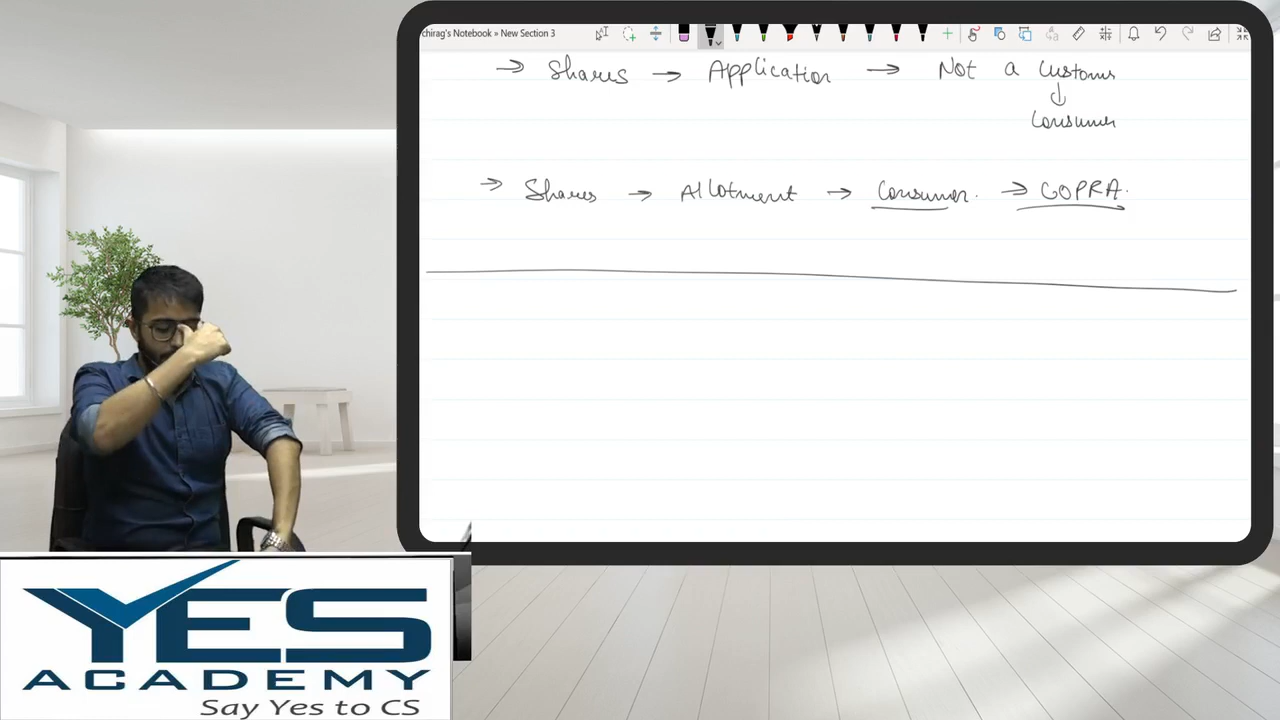 chirag's Notebook » New Section 3
→ Shares → Application → Not a Customer
↓
Consumer
→ Shares → Allotment → Consumer. → COPRA.
YES
ACADEMY
Say Yes to CS